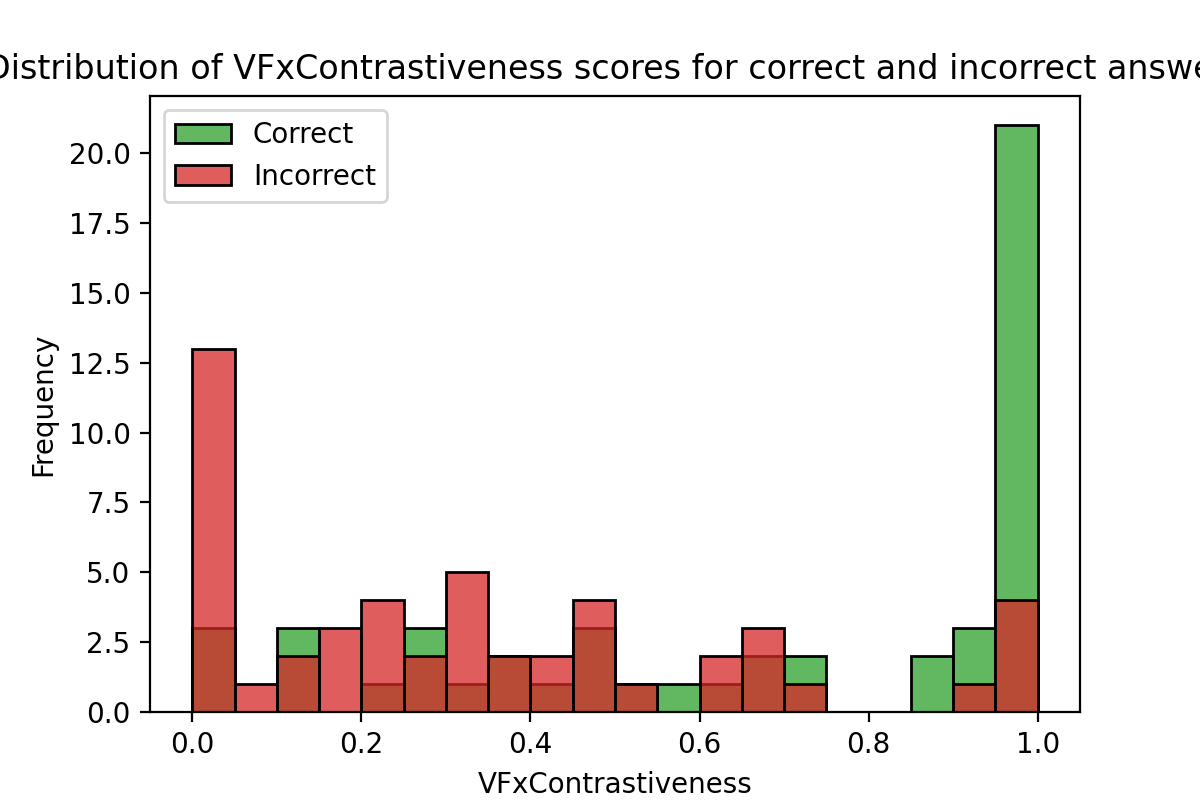 Distribution of VFxContrastiveness scores for correct and incorrect answe
Correct
Incorrect
20.0
17.5
15.0
12.5
10.0
7.5
5.0
2.5
0.0
Frequency
0.0 0.2 0.4 0.6 0.8 1.0
VFxContrastiveness